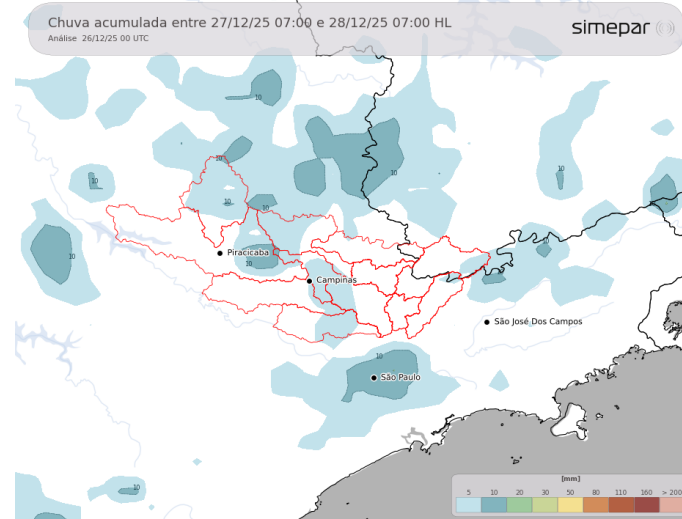 Chuva acumulada entre 27/12/25 07:00 e 28/12/25 07:00 HL
Análise 26/12/25 00 UTC
simepar
10
10
10
10
10
10
10
10
10
10
Piracicaba
10
10
Campinas
São José Dos Campos
10
São Paulo
10
[mm]
5 10 20 30 50 80 110 160 > 200